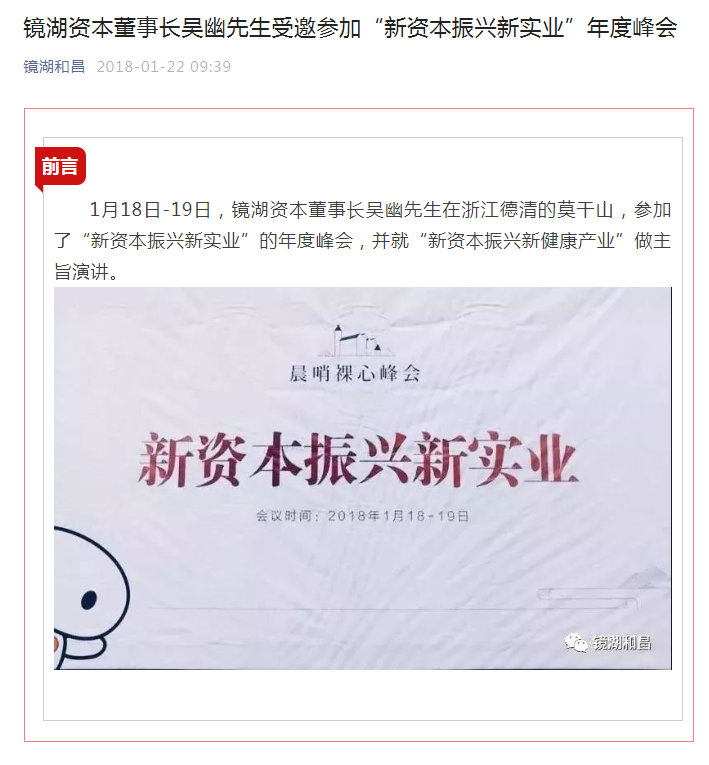 镜湖资本董事长吴幽先生受邀参加“新资本振兴新实业”年度峰会
镜湖和昌 2018-01-22 09:39
前言
1月18日-19日，镜湖资本董事长吴幽先生在浙江德清的莫干山，参加
了“新资本振兴新实业”的年度峰会，并就“新资本振兴新健康产业”做主
旨演讲。
晨哨裸心峰会
新资本振兴新实业
会议时间：2018年1月18-19日
镜湖和昌